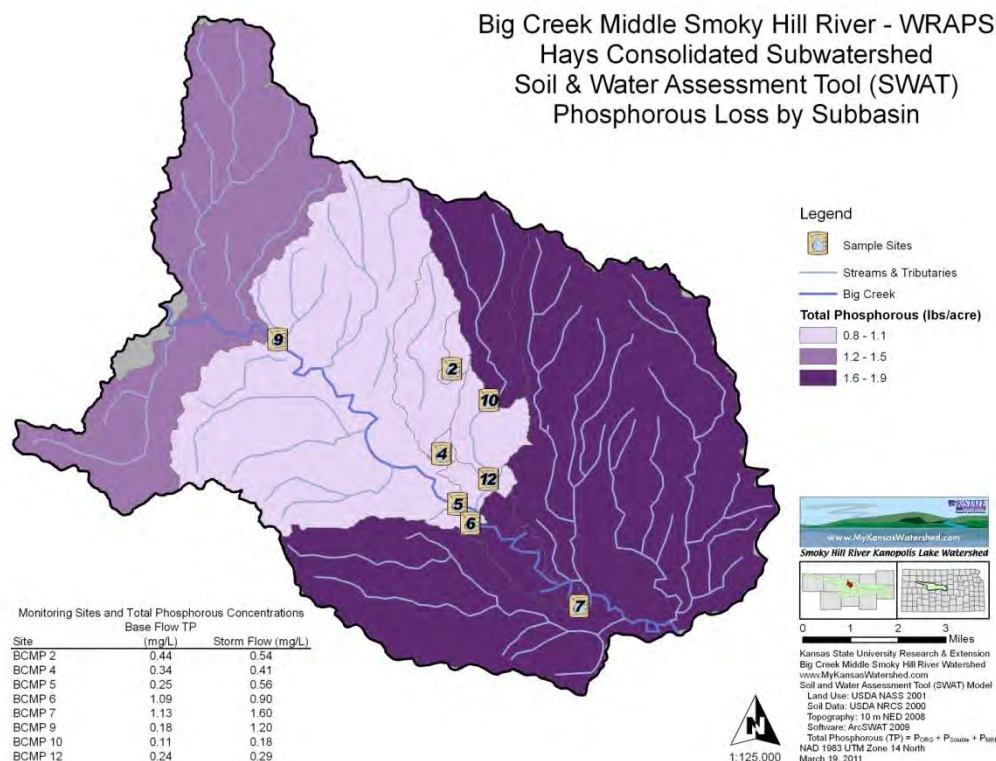 Big Creek Middle Smoky Hill River - WRAPS
Hays Consolidated Subwatershed
Soil & Water Assessment Tool (SWAT)
Phosphorous Loss by Subbasin
Legend
Sample Sites
Streams & Tributaries
Big Creek
Total Phosphorous (lbs/acre)
0.8 - 1.1
1.2 - 1.5
1.6 - 1.9
9
2
10
4
12
5
6
7
www.MyKansasWatershed.com
Smoky Hill River Kanopolis Lake Watershed
0 1 2 3
Miles
Kansas State University Research & Extension
Big Creek Middle Smoky Hill River Watershed
www.MyKansasWatershed.com
Soil and Water Assessment Tool (SWAT) Model
Land Use: USDA NASS 2001
Soil Data: USDA NRCS 2000
Topography: 10 m NED 2008
Software: ArcSWAT 2009
Total Phosphorous (TP) = P + P + P
NAD 1983 UTM Zone 14 North
March 19, 2011
N
1:125,000
Monitoring Sites and Total Phosphorous Concentrations
Base Flow TP
Site (mg/L) Storm Flow (mg/L)
BCMP 2 0.44 0.54
BCMP 4 0.34 0.41
BCMP 5 0.25 0.56
BCMP 6 1.09 0.90
BCMP 7 1.13 1.60
BCMP 9 0.18 1.20
BCMP 10 0.11 0.18
BCMP 12 0.24 0.29